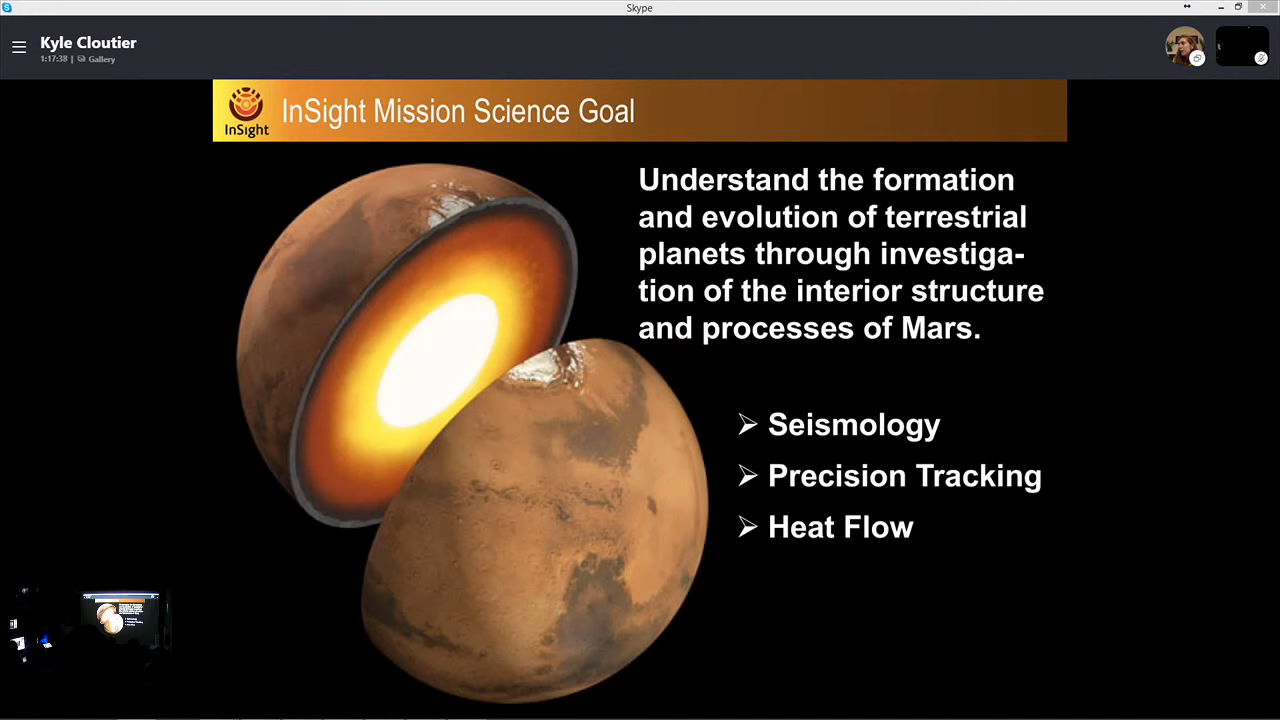 Skype
Kyle Cloutier
1:17:38 | Gallery
InSight
InSight Mission Science Goal
Understand the formation
and evolution of terrestrial
planets through investiga-
tion of the interior structure
and processes of Mars.
Seismology
Precision Tracking
Heat Flow